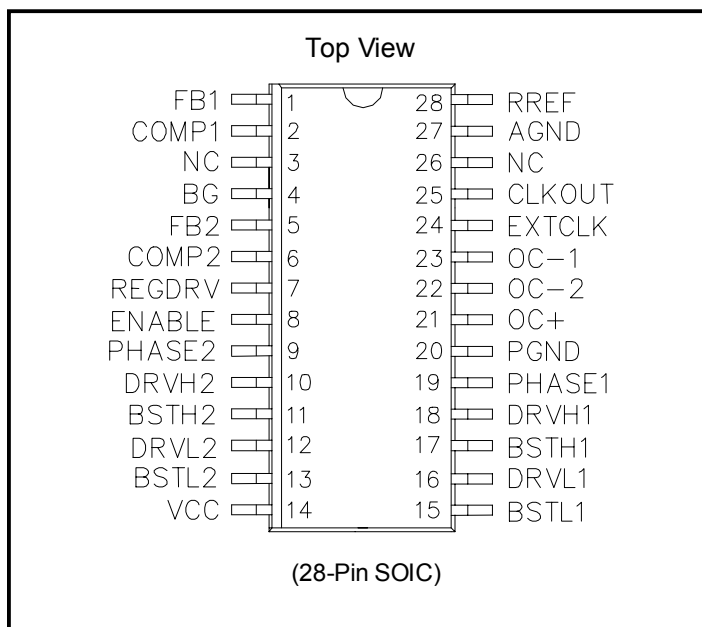 Top View
FB1 1 28 RREF
COMP1 2 27 AGND
NC 3 26 NC
BG 4 25 CLKOUT
FB2 5 24 EXTCLK
COMP2 6 23 OC-1
REGDRV 7 22 OC-2
ENABLE 8 21 OC+
PHASE2 9 20 PGND
DRVH2 10 19 PHASE1
BSTH2 11 18 DRVH1
DRVL2 12 17 BSTH1
BSTL2 13 16 DRVL1
VCC 14 15 BSTL1
(28-Pin SOIC)